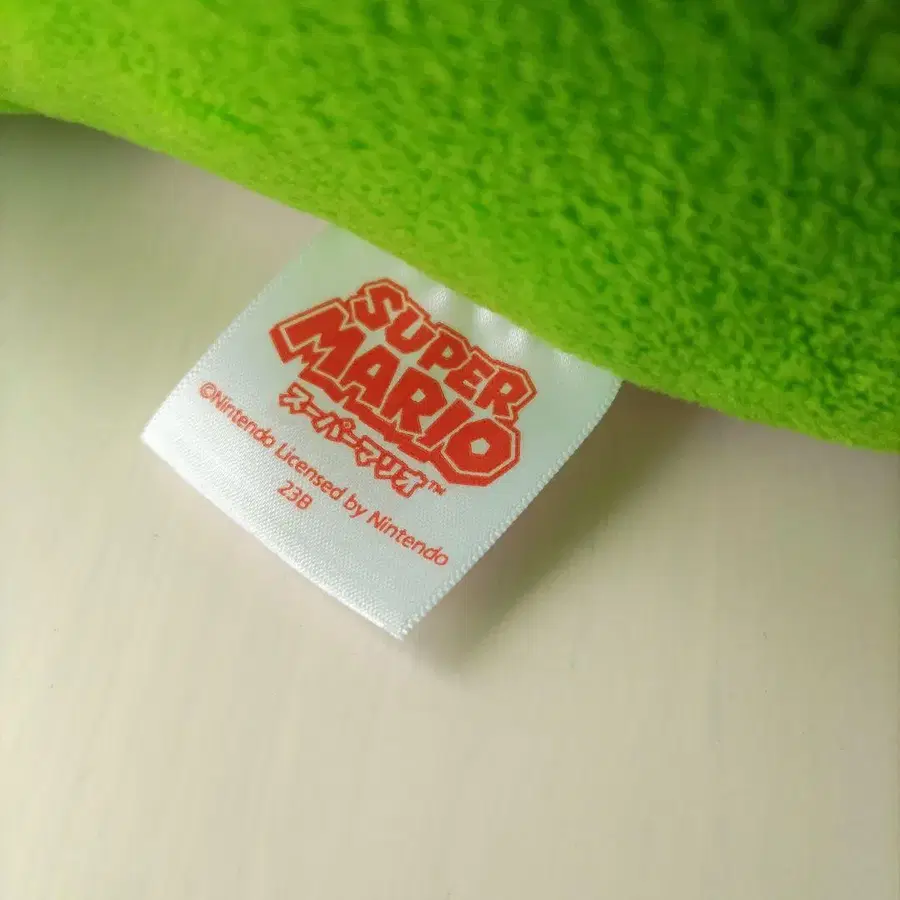 SUPER
MARIO
スーパーマリオ™
©Nintendo Licensed by Nintendo
23B